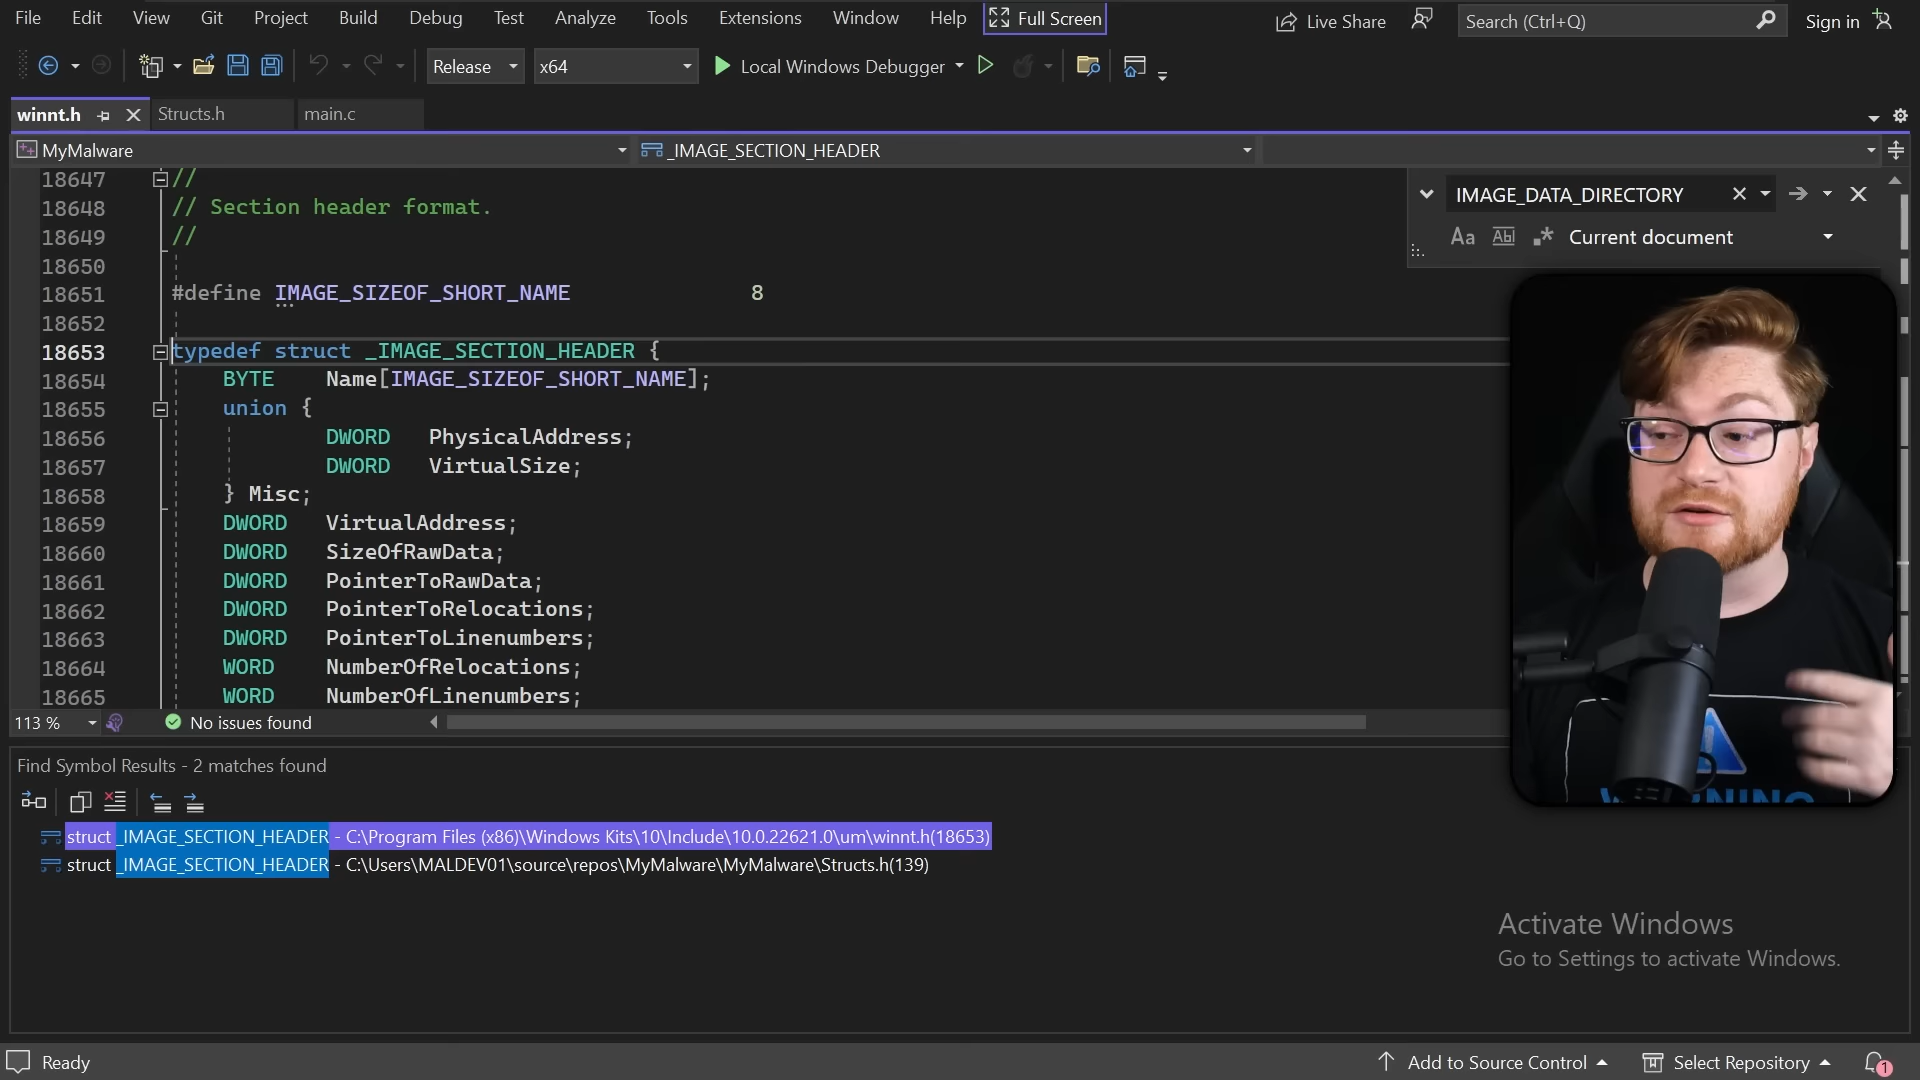 File Edit View Git Project Build Debug Test Analyze Tools Extensions Window Help Full Screen Live Share Search (Ctrl+Q) Sign in
Release x64 Local Windows Debugger
winnt.h Structs.h main.c
MyMalware _IMAGE_SECTION_HEADER
IMAGE_DATA_DIRECTORY
Aa Abl .* Current document
18647 //
18648 // Section header format.
18649 //
18650
18651 #define IMAGE_SIZEOF_SHORT_NAME 8
18652
18653 typedef struct _IMAGE_SECTION_HEADER {
18654 BYTE Name[IMAGE_SIZEOF_SHORT_NAME];
18655 union {
18656 DWORD PhysicalAddress;
18657 DWORD VirtualSize;
18658 } Misc;
18659 DWORD VirtualAddress;
18660 DWORD SizeOfRawData;
18661 DWORD PointerToRawData;
18662 DWORD PointerToRelocations;
18663 DWORD PointerToLinenumbers;
18664 WORD NumberOfRelocations;
18665 WORD NumberOfLinenumbers;
113 % No issues found
WARNING
Find Symbol Results - 2 matches found
struct _IMAGE_SECTION_HEADER - C:\Program Files (x86)\Windows Kits\10\Include\10.0.22621.0\um\winnt.h(18653)
struct _IMAGE_SECTION_HEADER - C:\Users\MALDEV01\source\repos\MyMalware\MyMalware\Structs.h(139)
Activate Windows
Go to Settings to activate Windows.
Ready Add to Source Control Select Repository 1